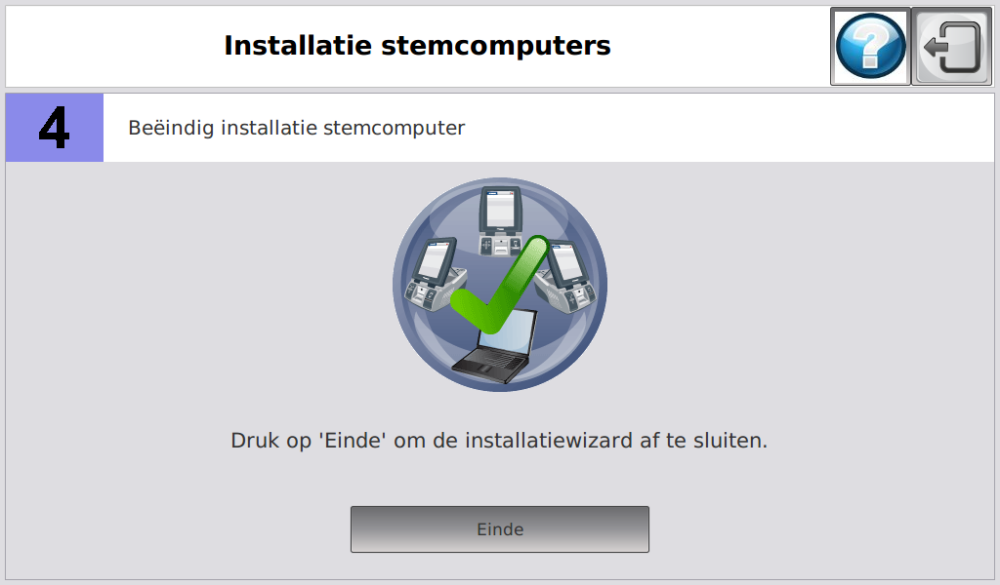 Installatie stemcomputers
?
4
Beëindig installatie stemcomputer
Druk op 'Einde' om de installatiewizard af te sluiten.
Einde